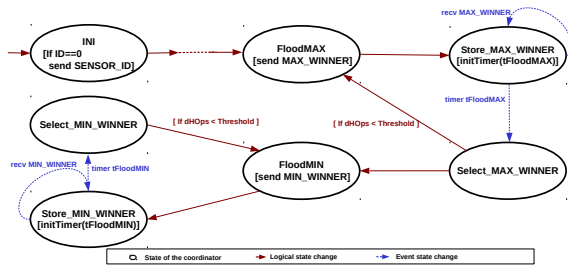 recv MAX_WINNER
INI
[If ID==0
send SENSOR_ID]
FloodMAX
[send MAX_WINNER]
Store_MAX_WINNER
[initTimer(tFloodMAX)]
timer tFloodMAX
Select_MIN_WINNER
[ If dHOps < Threshold ]
[ If dHOps < Threshold ]
recv MIN_WINNER
timer tFloodMIN
FloodMIN
[send MIN_WINNER]
Select_MAX_WINNER
Store_MIN_WINNER
[initTimer(tFloodMIN)]
State of the coordinator
Logical state change
Event state change